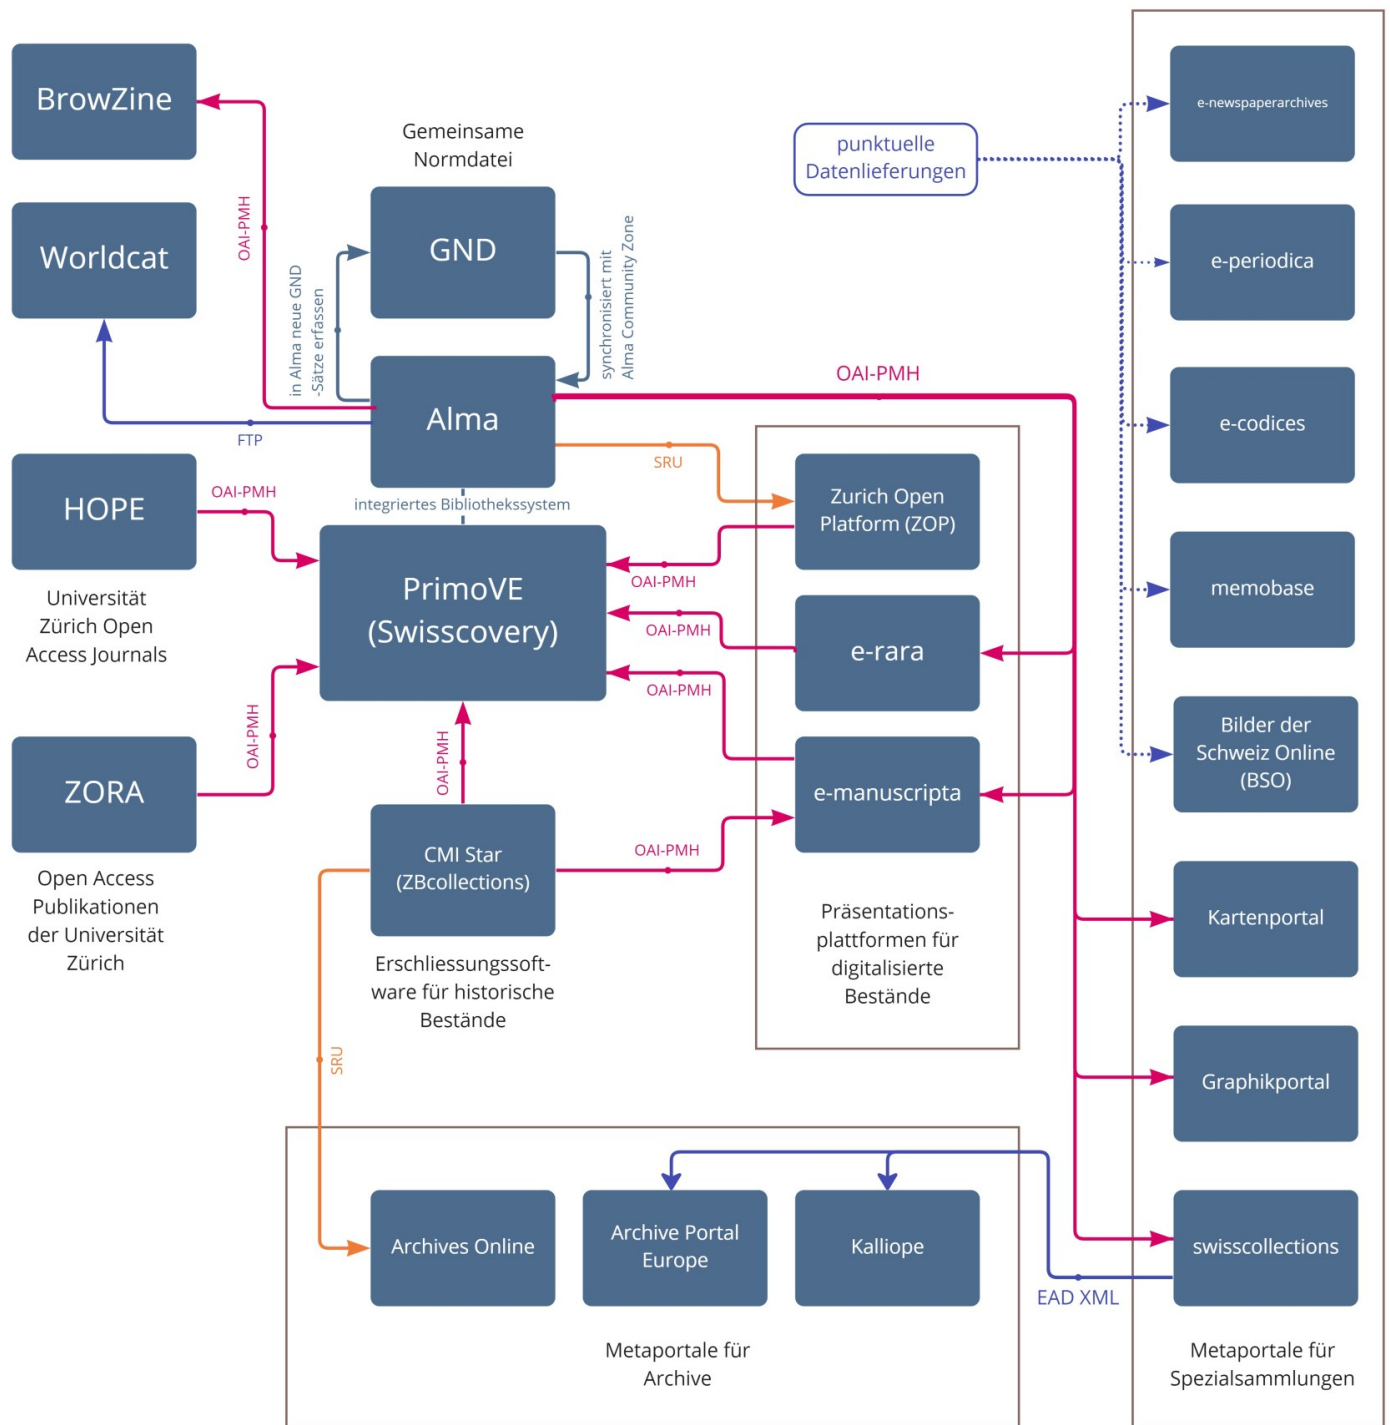 BrowZine
Worldcat
OAI-PMH
FTP
Gemeinsame
Normdatei
GND
in Alma neue GND
-Sätze erfassen
synchronisiert mit
Alma Community Zone
Alma
integriertes Bibliothekssystem
PrimoVE
(Swisscovery)
HOPE
OAI-PMH
Universität
Zürich Open
Access Journals
ZORA
OAI-PMH
Open Access
Publikationen
der Universität
Zürich
OAI-PMH
CMI Star
(ZBcollections)
Erschliessungssoft-
ware für historische
Bestände
SRU
OAI-PMH
SRU
OAI-PMH
OAI-PMH
OAI-PMH
OAI-PMH
Zurich Open
Platform (ZOP)
e-rara
e-manuscripta
Präsentations-
plattformen für
digitalisierte
Bestände
punktuelle
Datenlieferungen
e-newspaperarchives
e-periodica
e-codices
memobase
Bilder der
Schweiz Online
(BSO)
Kartenportal
Graphikportal
swisscollections
Metaportale für
Spezialsammlungen
EAD XML
Archives Online
Archive Portal
Europe
Kalliope
Metaportale für
Archive